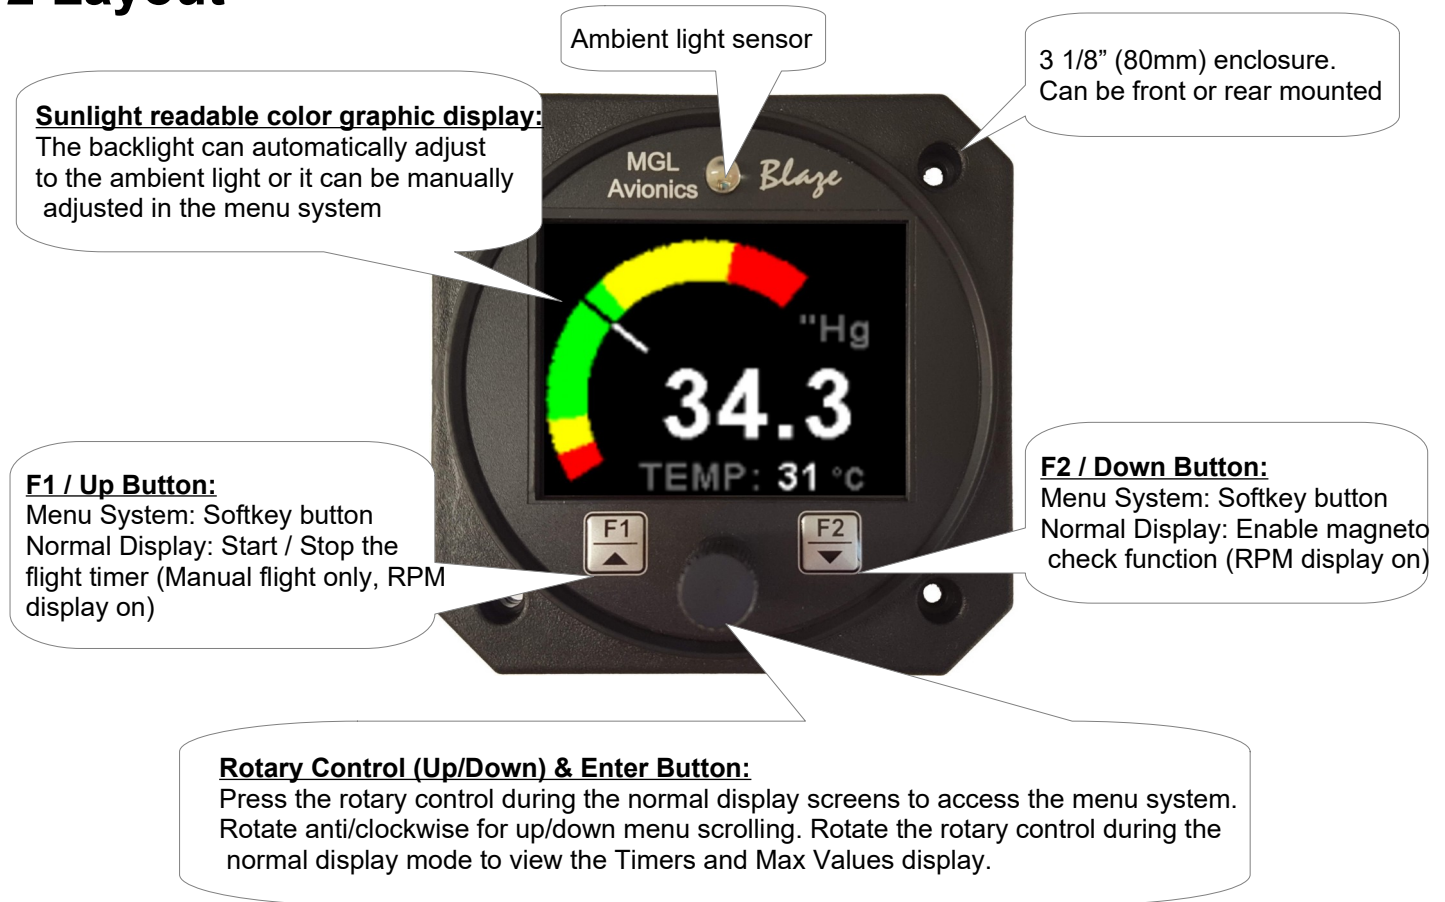 2 Layout
Ambient light sensor
3 1/8” (80mm) enclosure.
Can be front or rear mounted
Sunlight readable color graphic display:
The backlight can automatically adjust
to the ambient light or it can be manually
adjusted in the menu system
MGL
Avionics
Blaze
"Hg
34.3
TEMP: 31 °C
F1 / Up Button:
Menu System: Softkey button
Normal Display: Start / Stop the
flight timer (Manual flight only, RPM
display on)
F1
F2
F2 / Down Button:
Menu System: Softkey button
Normal Display: Enable magneto
check function (RPM display on)
Rotary Control (Up/Down) & Enter Button:
Press the rotary control during the normal display screens to access the menu system.
Rotate anti/clockwise for up/down menu scrolling. Rotate the rotary control during the
normal display mode to view the Timers and Max Values display.